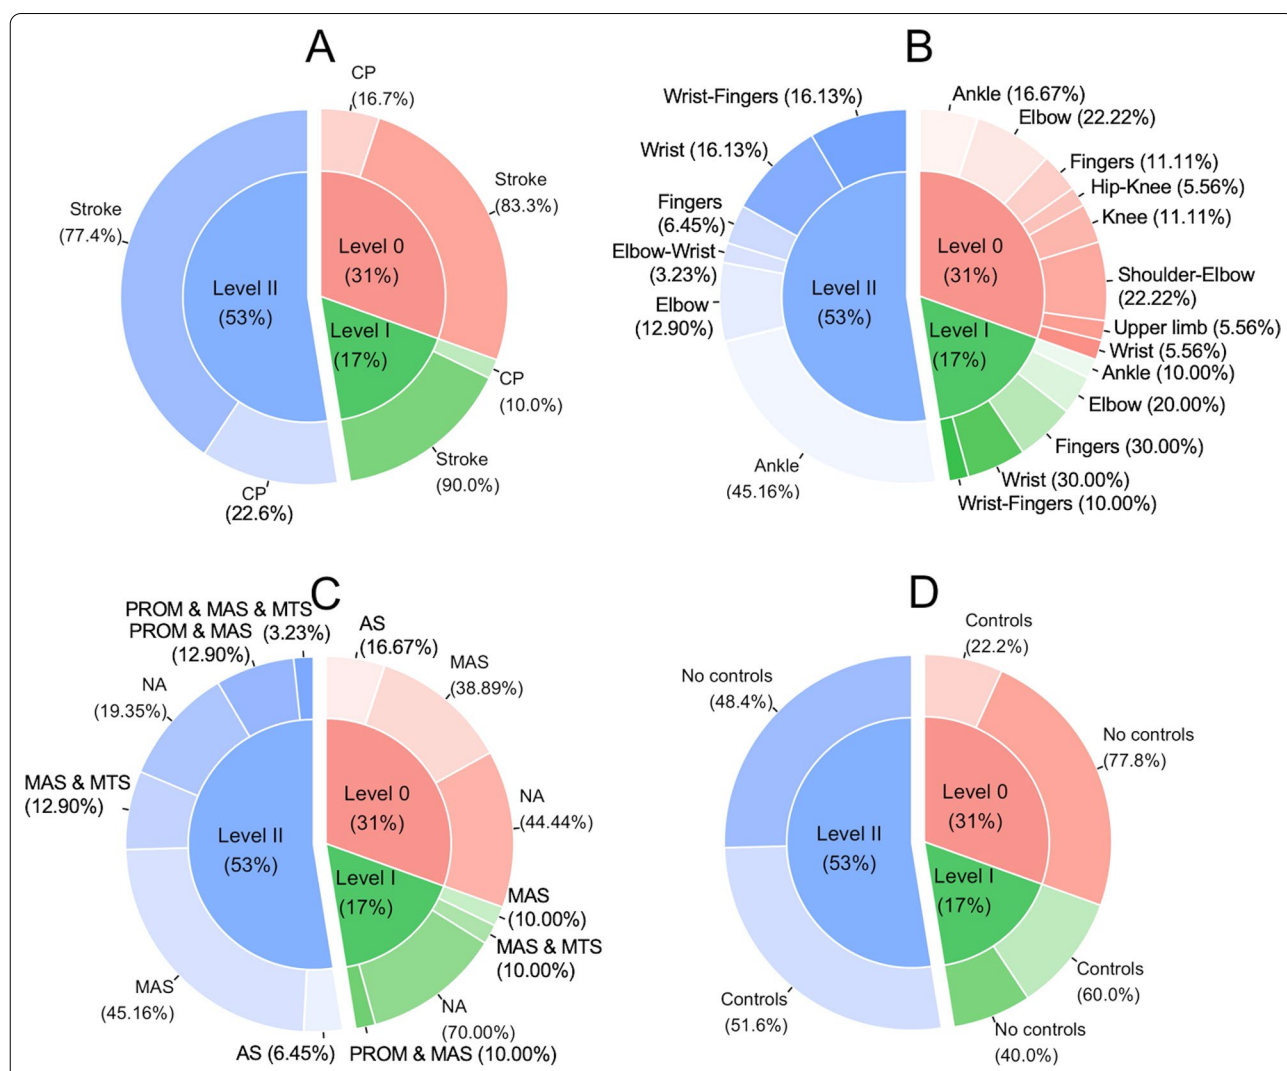 A
CP
(16.7%)
Stroke
(83.3%)
Stroke
(77.4%)
Level 0
(31%)
Level II
(53%)
Level I
(17%)
CP
(10.0%)
Stroke
(90.0%)
CP
(22.6%)
B
Wrist-Fingers (16.13%)
Ankle (16.67%)
Elbow (22.22%)
Wrist (16.13%)
Fingers (11.11%)
Hip-Knee (5.56%)
Knee (11.11%)
Fingers
(6.45%)
Elbow-Wrist
(3.23%)
Elbow
(12.90%)
Level 0
(31%)
Level II
(53%)
Level I
(17%)
Shoulder-Elbow
(22.22%)
Upper limb (5.56%)
Wrist (5.56%)
Ankle (10.00%)
Elbow (20.00%)
Fingers (30.00%)
Wrist (30.00%)
Wrist-Fingers (10.00%)
Ankle
(45.16%)
C
PROM & MAS & MTS
(3.23%)
PROM & MAS
(12.90%)
AS
(16.67%)
MAS
(38.89%)
NA
(19.35%)
MAS & MTS
(12.90%)
Level 0
(31%)
NA
(44.44%)
Level II
(53%)
Level I
(17%)
MAS
(10.00%)
MAS & MTS
(10.00%)
MAS
(45.16%)
NA
(70.00%)
AS (6.45%)
PROM & MAS (10.00%)
D
Controls
(22.2%)
No controls
(48.4%)
No controls
(77.8%)
Level 0
(31%)
Level II
(53%)
Level I
(17%)
Controls
(60.0%)
Controls
(51.6%)
No controls
(40.0%)